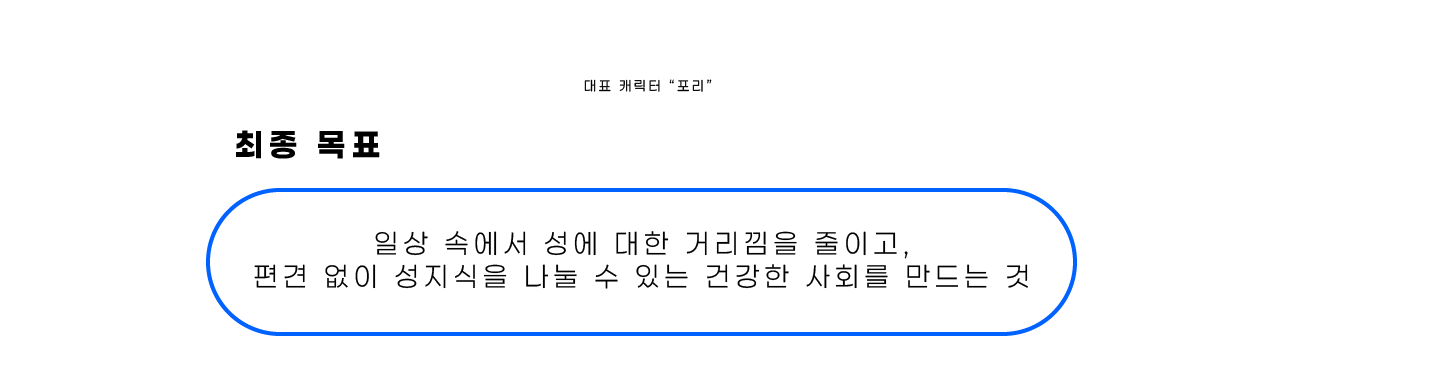 대표 캐릭터 “포리”
최종 목표
일상 속에서 성에 대한 거리낌을 줄이고,
편견 없이 성지식을 나눌 수 있는 건강한 사회를 만드는 것